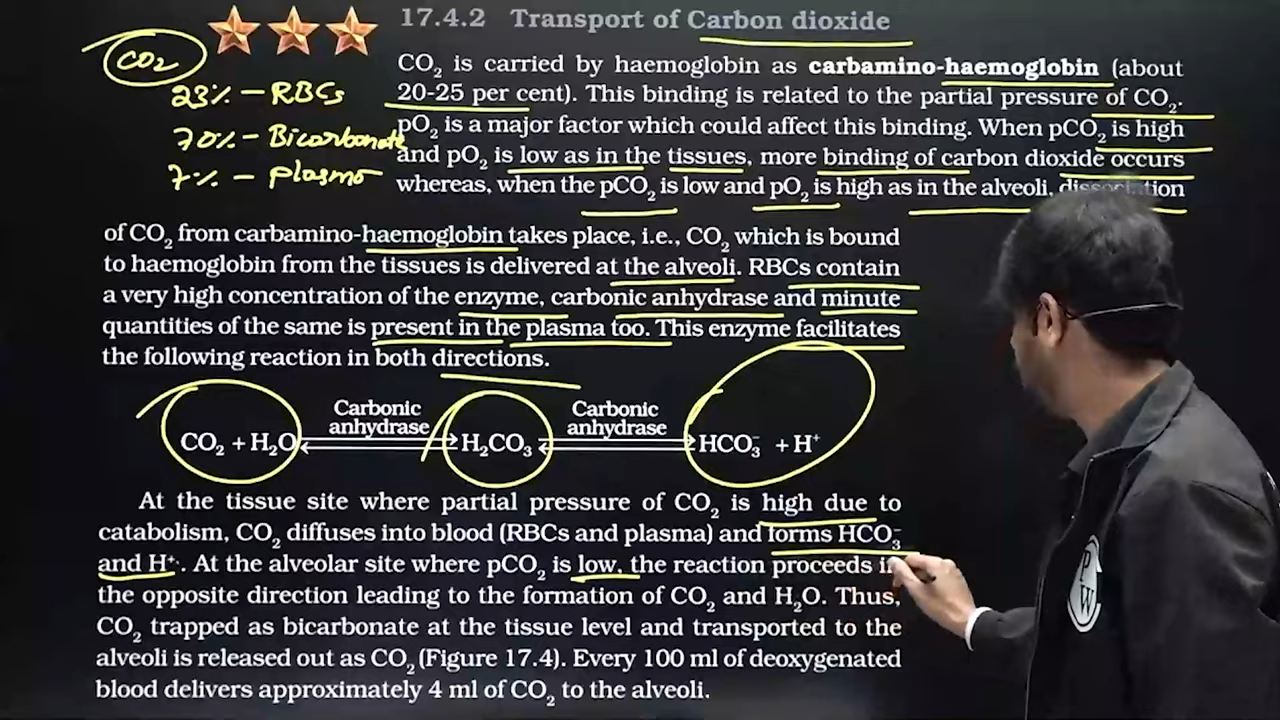 17.4.2 Transport of Carbon dioxide
CO2
23% – RBCs
70% – Bicarbonate
7% – Plasma
CO₂ is carried by haemoglobin as carbamino-haemoglobin (about
20-25 per cent). This binding is related to the partial pressure of CO₂.
pO₂ is a major factor which could affect this binding. When pCO₂ is high
and pO₂ is low as in the tissues, more binding of carbon dioxide occurs
whereas, when the pCO₂ is low and pO₂ is high as in the alveoli, dissociation
of CO₂ from carbamino-haemoglobin takes place, i.e., CO₂ which is bound
to haemoglobin from the tissues is delivered at the alveoli. RBCs contain
a very high concentration of the enzyme, carbonic anhydrase and minute
quantities of the same is present in the plasma too. This enzyme facilitates
the following reaction in both directions.
Carbonic anhydrase Carbonic anhydrase
CO₂ + H₂O ⇌ H₂CO₃ ⇌ HCO₃⁻ + H⁺
At the tissue site where partial pressure of CO₂ is high due to
catabolism, CO₂ diffuses into blood (RBCs and plasma) and forms HCO₃⁻
and H⁺. At the alveolar site where pCO₂ is low, the reaction proceeds in
the opposite direction leading to the formation of CO₂ and H₂O. Thus,
CO₂ trapped as bicarbonate at the tissue level and transported to the
alveoli is released out as CO₂ (Figure 17.4). Every 100 ml of deoxygenated
blood delivers approximately 4 ml of CO₂ to the alveoli.
P
W